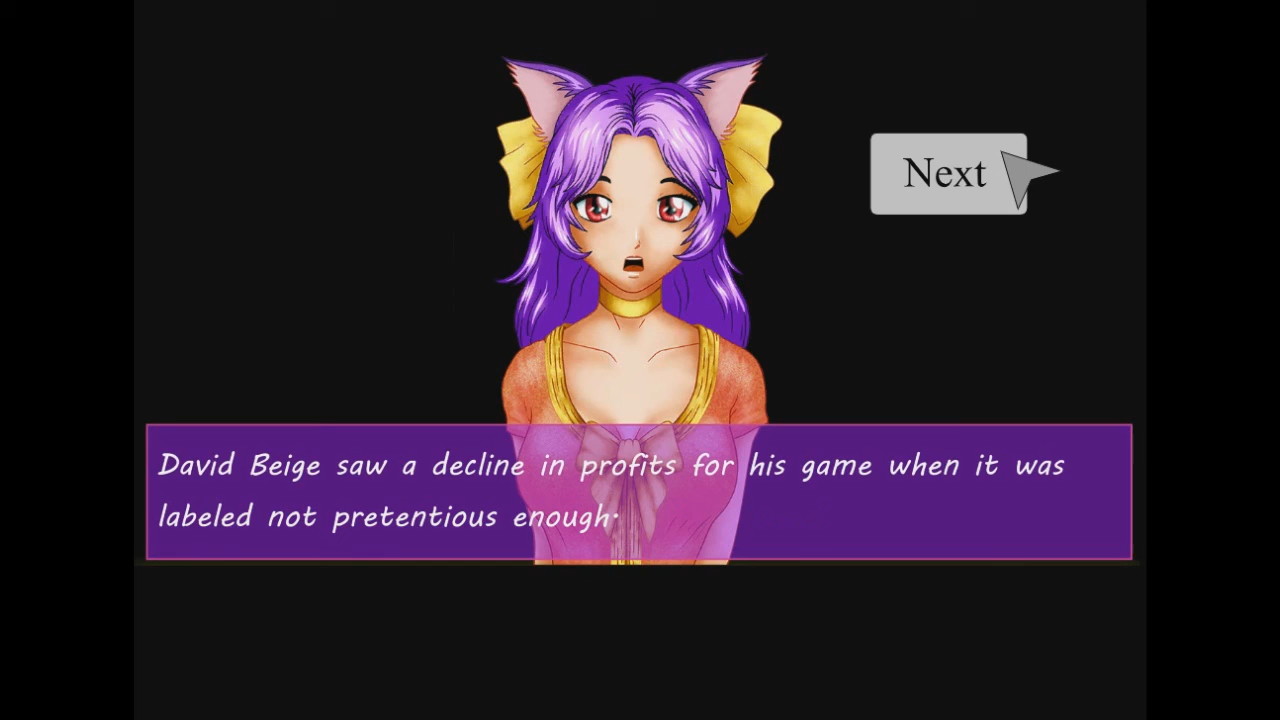 Next
David Beige saw a decline in profits for his game when it was
labeled not pretentious enough.